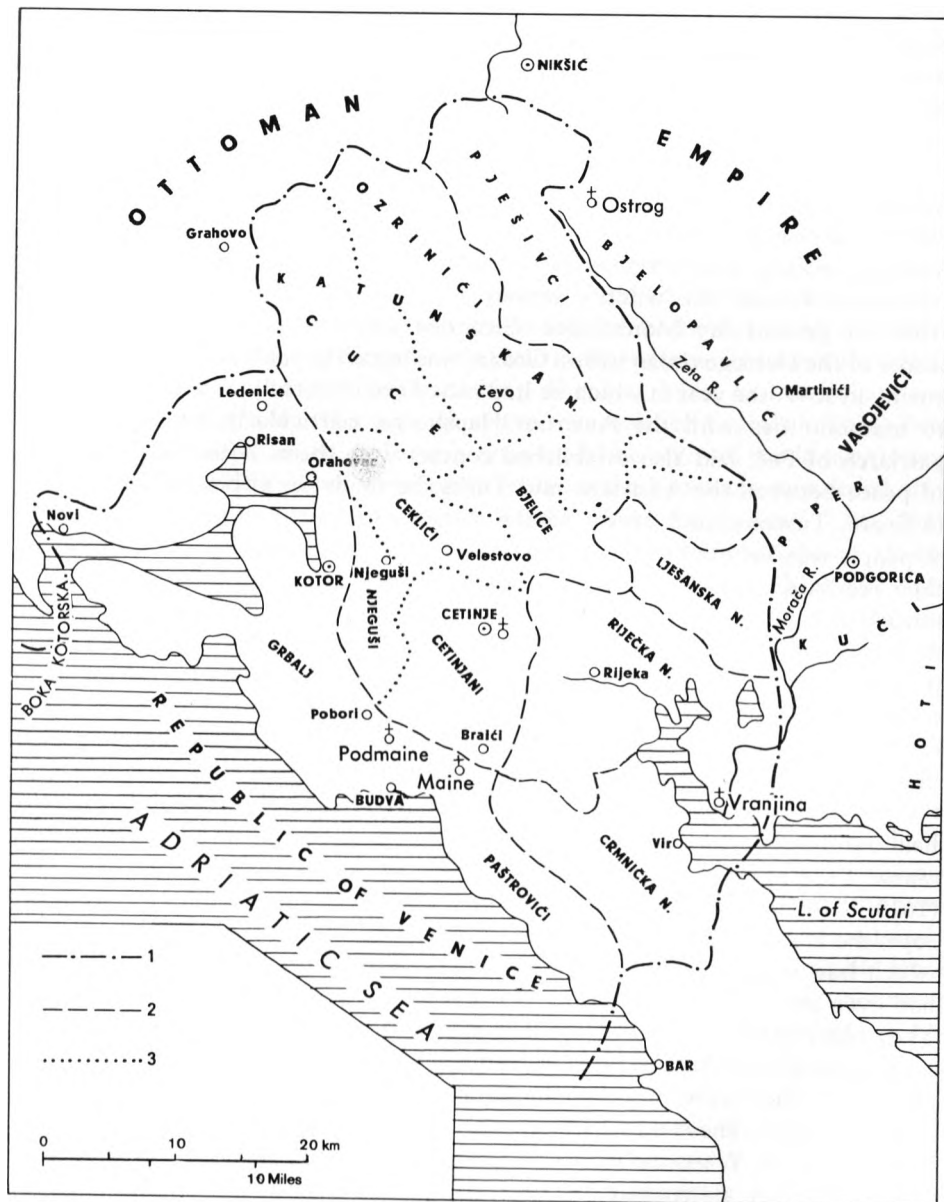 OTTOMAN EMPIRE
NIKŠIĆ
Ostrog
Grahovo
PJEŠIVCI
OZRINIĆI
KATUNSKA N.
CUCE
BJELOPAVLIĆI
Zeta R.
Martinići
VASOJEVIĆI
PIPERI
Ledenice
Čevo
Risan
Orahovac
Novi
ĆEKLIĆI
BJELICE
Velestovo
KOTOR
Njeguši
NJEGUŠI
LJEŠANSKA N.
PODGORICA
Morača R.
KUČI
HOTI
CETINJE
CETINJANI
RIJEČKA N.
Rijeka
BOKA KOTORSKA
GRBALJ
Pobori
Podmaine
Braići
Maine
BUDVA
Vranjina
Vir
CRMNIČKA N.
PAŠTROVIĆI
L. of Scutari
REPUBLIC OF VENICE
ADRIATIC SEA
BAR
1
2
3
0 10 20 km
10 Miles